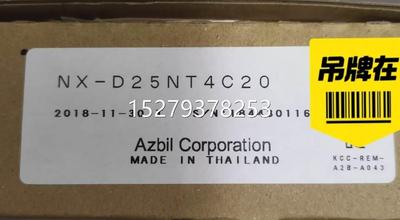 NX-D25NT4C20
吊牌在
2018-11-30
15279378253
Azbil Corporation
MADE IN THAILAND
KCC-REM-
A2B-A043